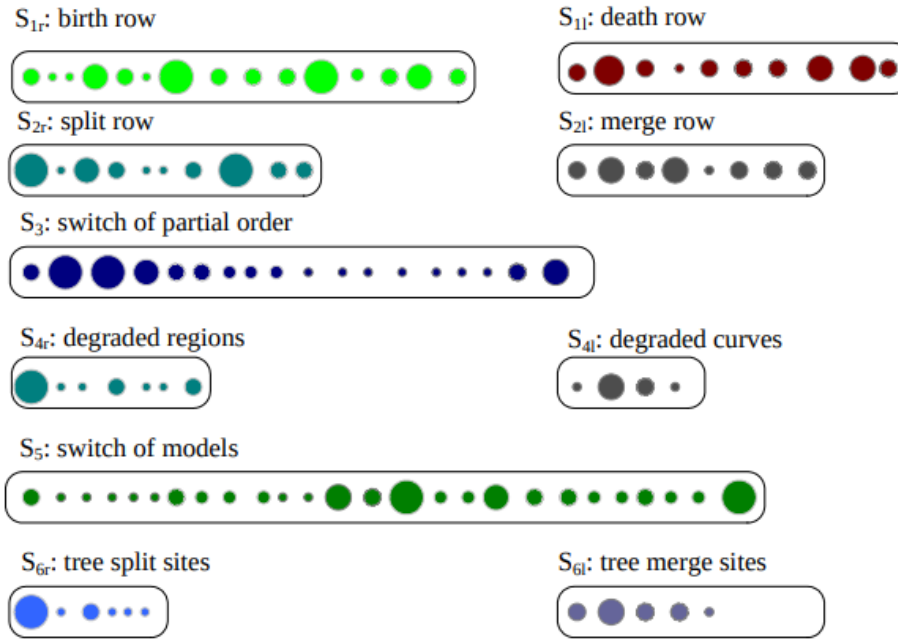 S1r: birth row
S1l: death row
S2r: split row
S2l: merge row
S3: switch of partial order
S4r: degraded regions
S4l: degraded curves
S5: switch of models
S6r: tree split sites
S6l: tree merge sites